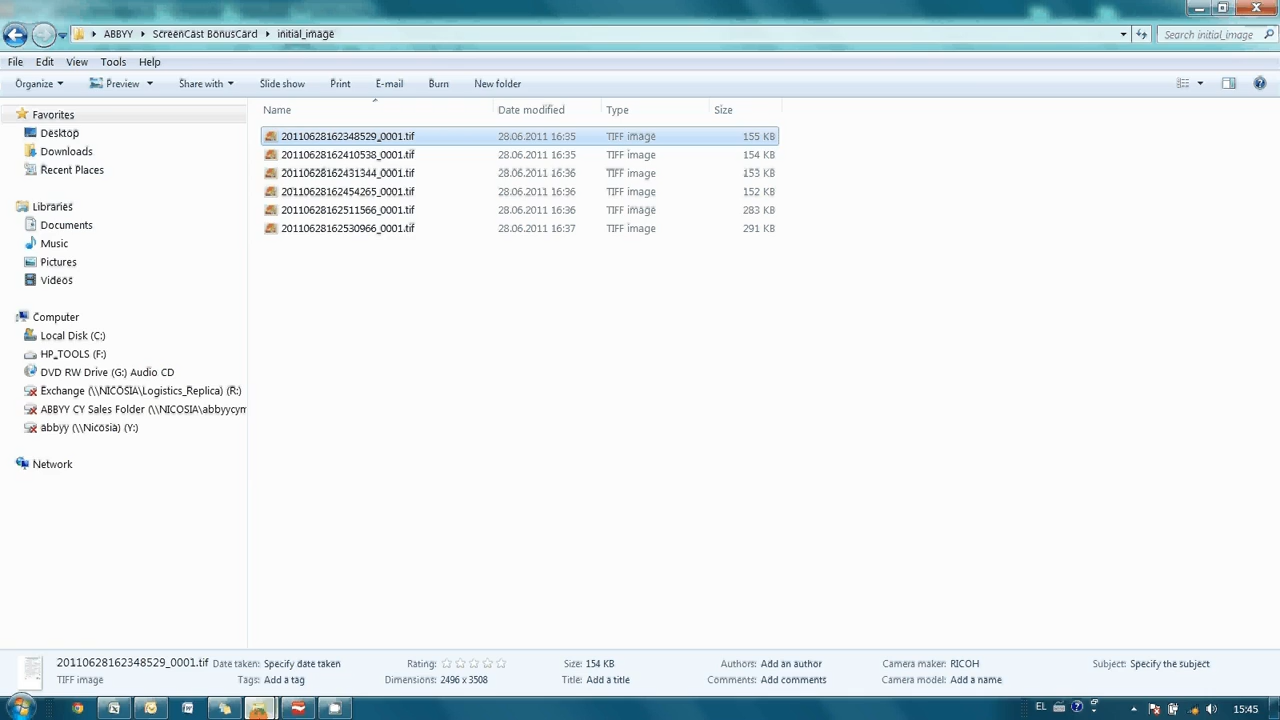 ABBYY ScreenCast BonusCard initial_image Search initial_image
File Edit View Tools Help
Organize Preview Share with Slide show Print E-mail Burn New folder
Name Date modified Type Size
20110628162348529_0001.tif 28.06.2011 16:35 TIFF image 155 KB
20110628162410538_0001.tif 28.06.2011 16:35 TIFF image 154 KB
20110628162431344_0001.tif 28.06.2011 16:36 TIFF image 153 KB
20110628162454265_0001.tif 28.06.2011 16:36 TIFF image 152 KB
20110628162511566_0001.tif 28.06.2011 16:36 TIFF image 283 KB
20110628162530966_0001.tif 28.06.2011 16:37 TIFF image 291 KB
Favorites
Desktop
Downloads
Recent Places
Libraries
Documents
Music
Pictures
Videos
Computer
Local Disk (C:)
HP_TOOLS (F:)
DVD RW Drive (G:) Audio CD
Exchange (\\NICOSIA\Logistics_Replica) (R:)
ABBYY CY Sales Folder (\\NICOSIA\abbyycym
abbyy (\\Nicosia) (Y:)
Network
20110628162348529_0001.tif Date taken: Specify date taken Rating: Size: 154 KB Authors: Add an author Camera maker: RICOH Subject: Specify the subject
TIFF image Tags: Add a tag Dimensions: 2496 x 3508 Title: Add a title Comments: Add comments Camera model: Add a name
EL 15:45